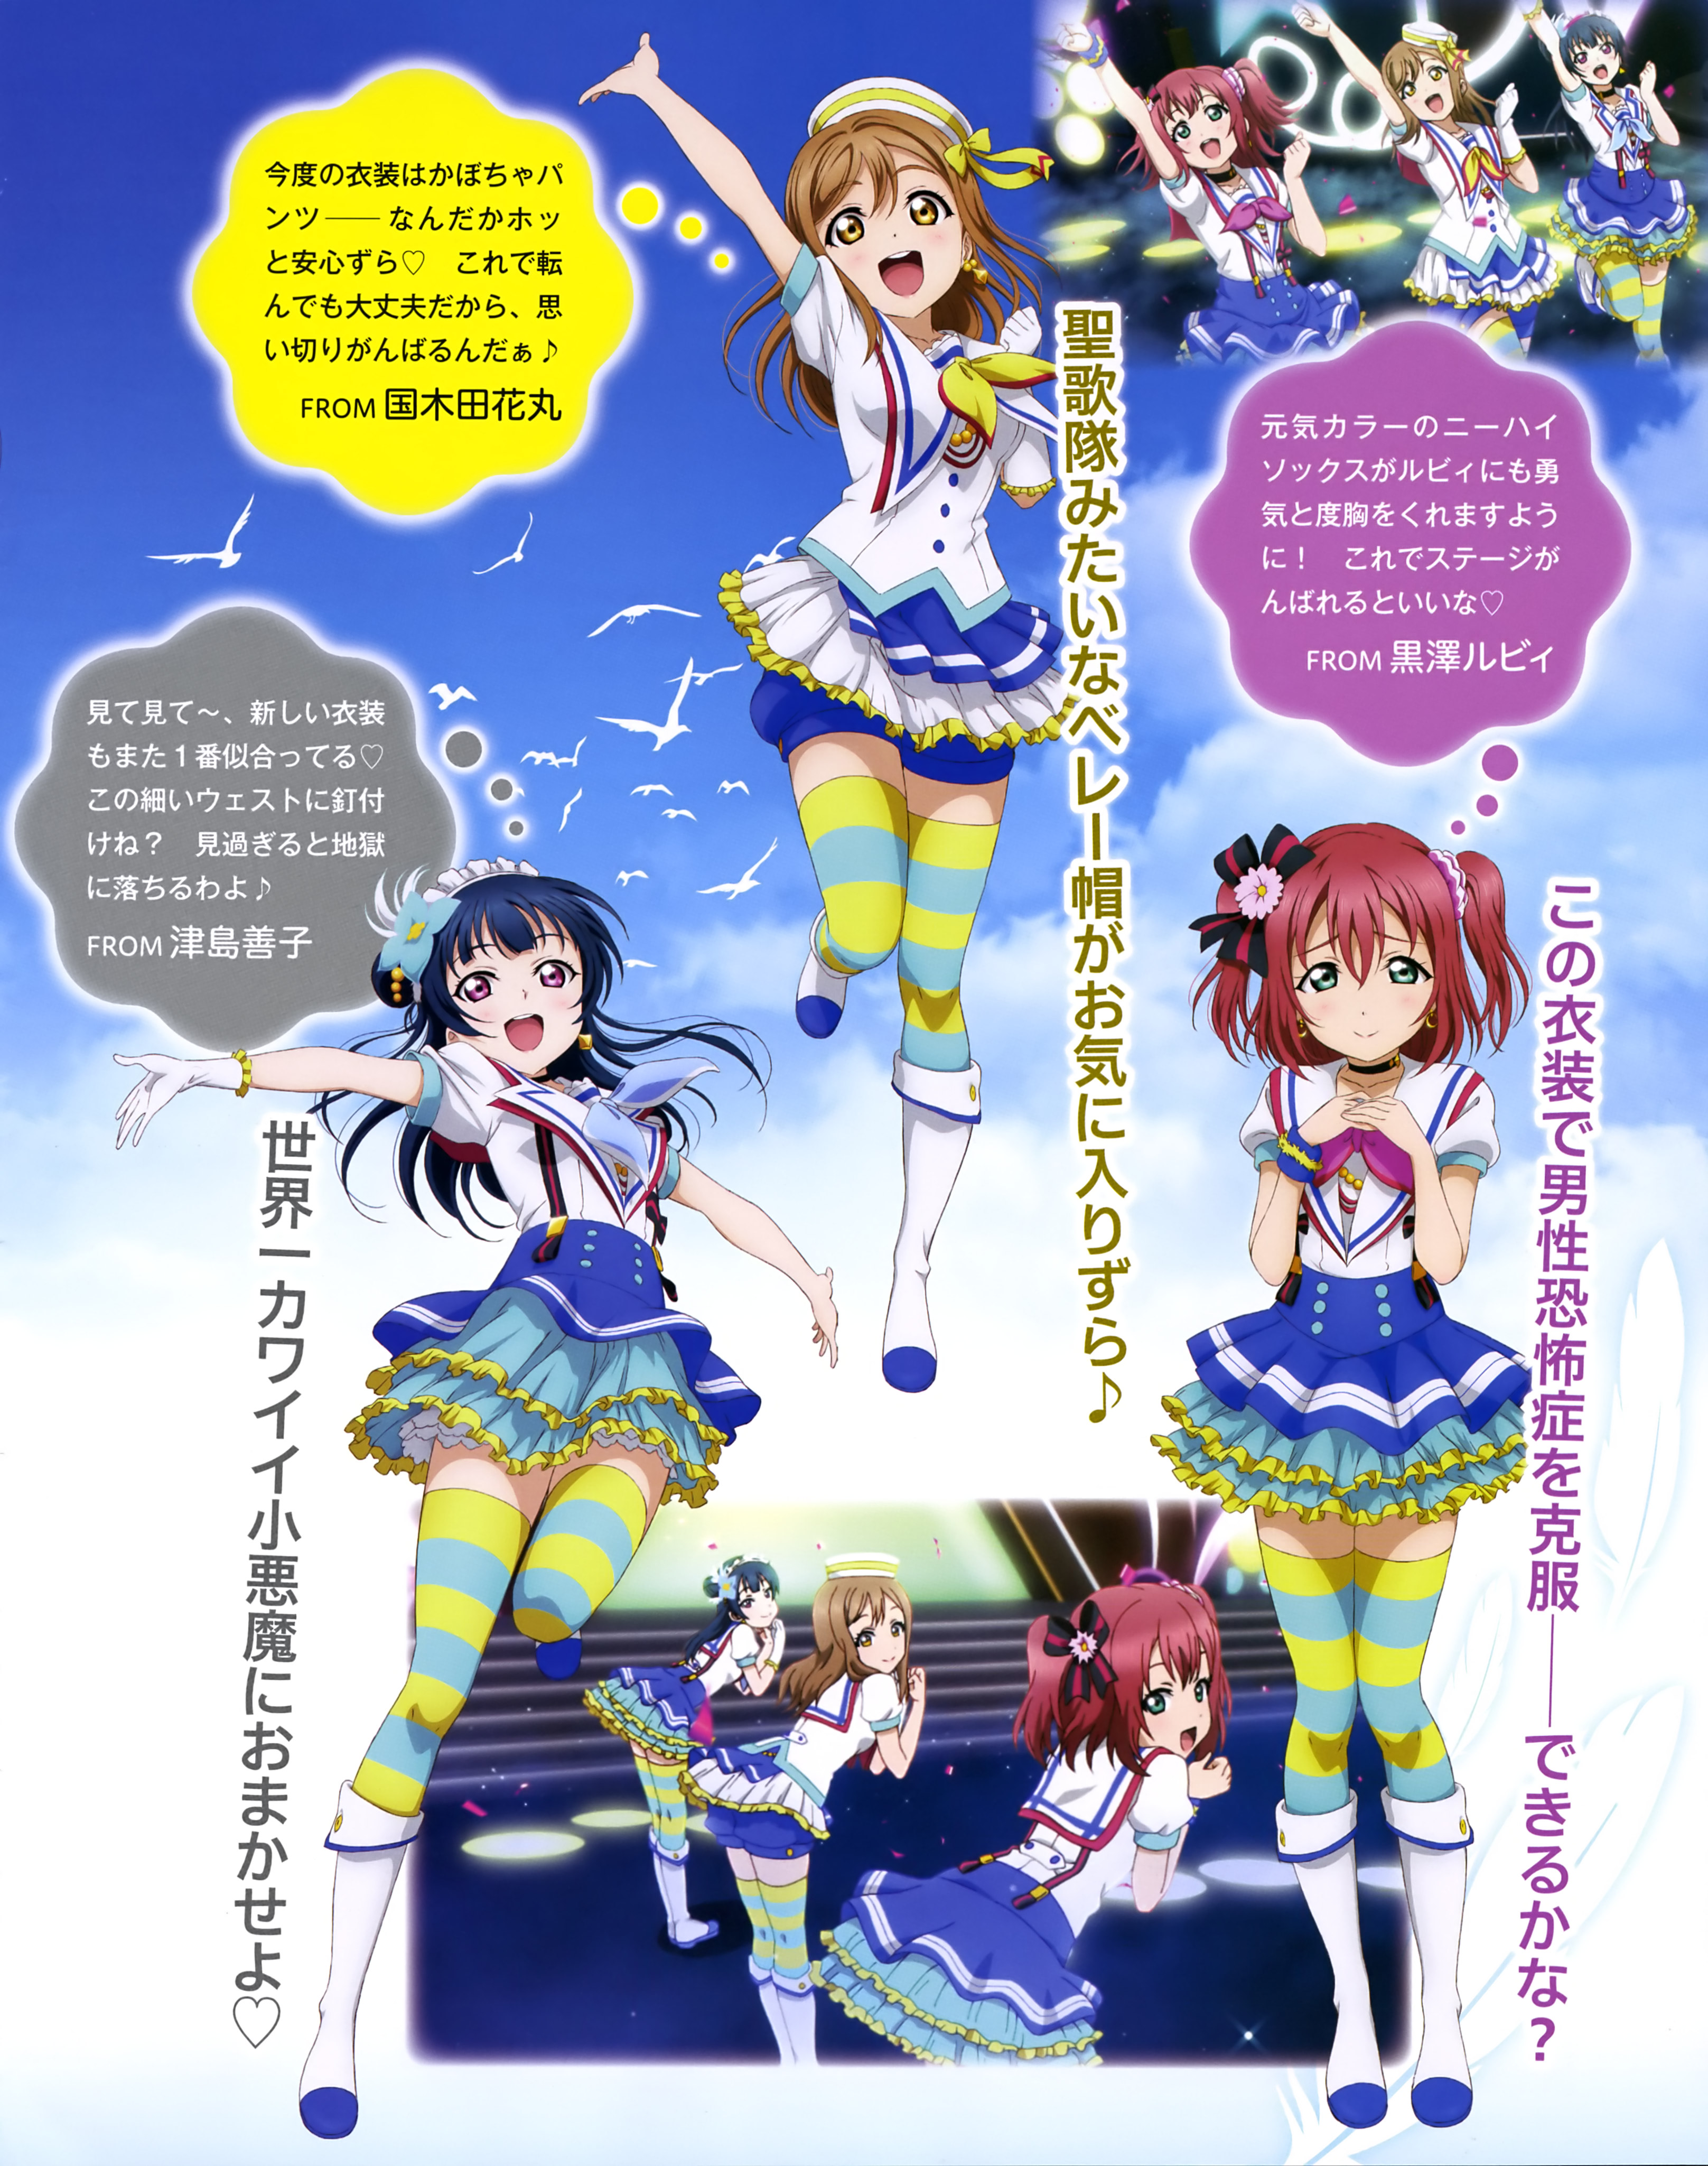 今度の衣装はかぼちゃパ
ンツ――なんだかホッ
と安心ずら♡　これで転
んでも大丈夫だから、思
い切りがんばるんだぁ♪
FROM 国木田花丸
聖歌隊みたいなベレー帽がお気に入りずら♪
元気カラーのニーハイ
ソックスがルビィにも勇
気と度胸をくれますよう
に！　これでステージが
んばれるといいな♡
FROM 黒澤ルビィ
この衣装で男性恐怖症を克服――できるかな？
見て見て～、新しい衣装
もまた１番似合ってる♡
この細いウェストに釘付
けね？　見過ぎると地獄
に落ちるわよ♪
FROM 津島善子
世界一カワイイ小悪魔におまかせよ♡